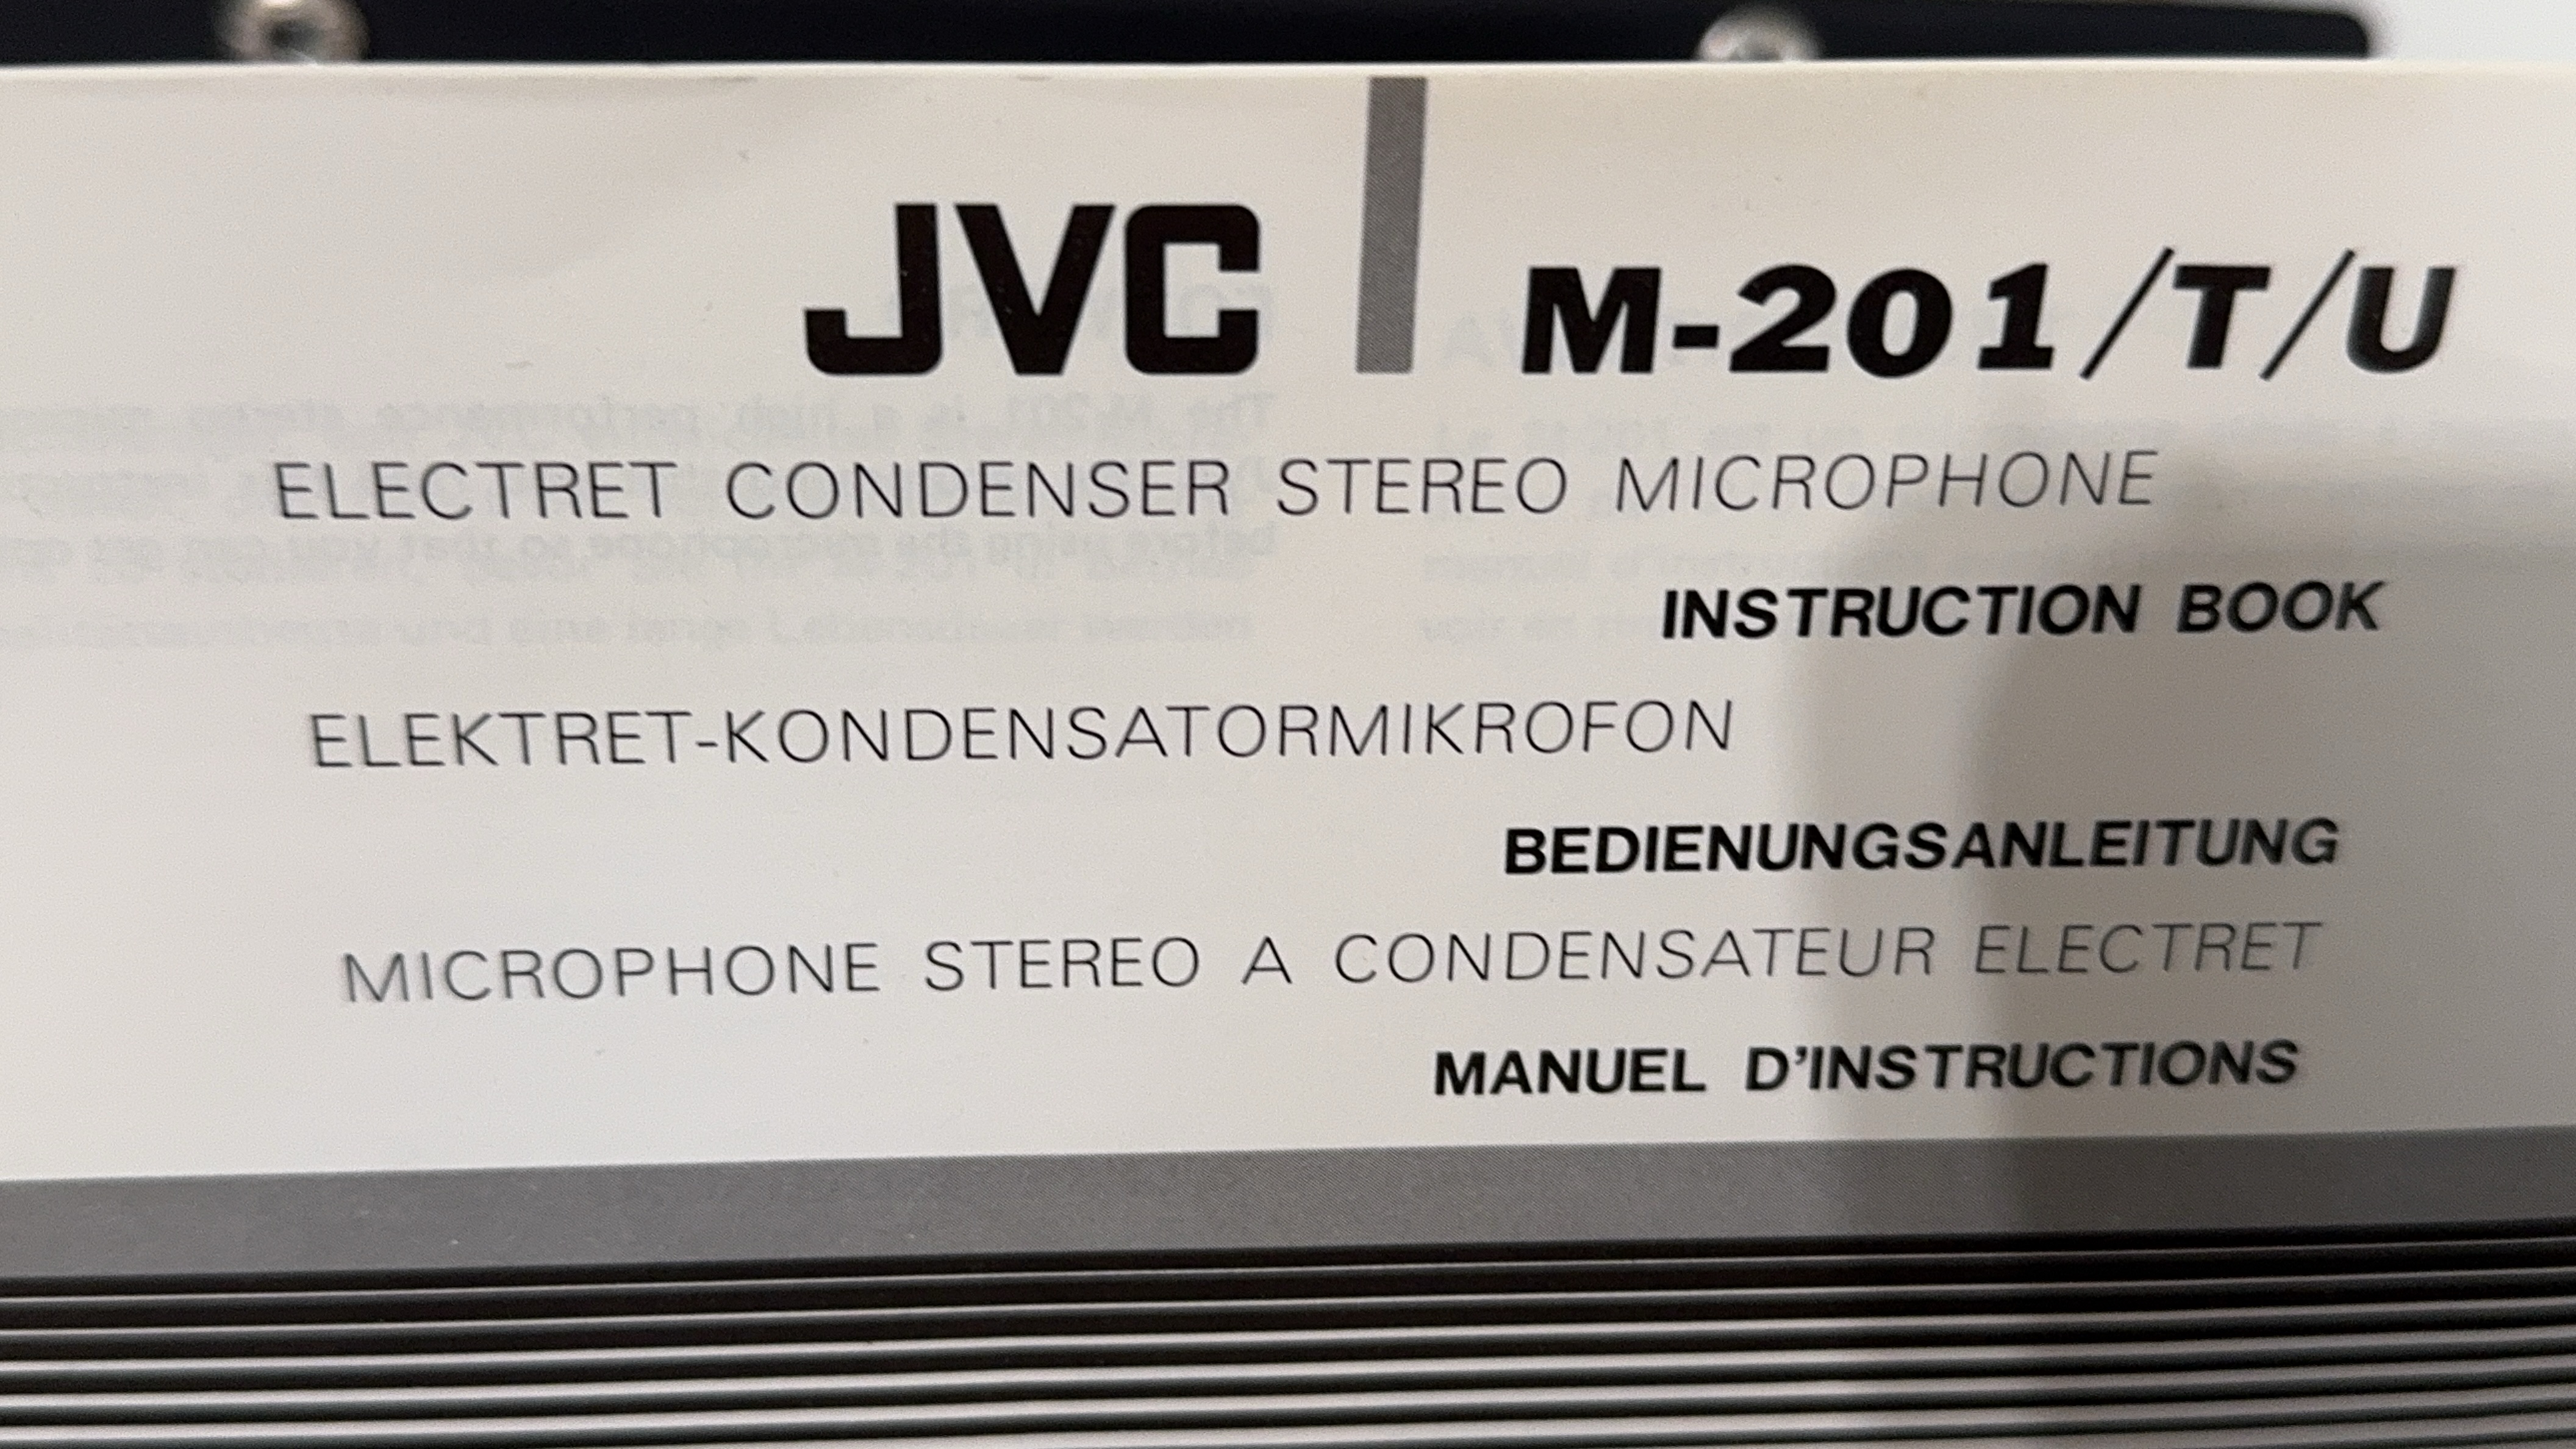 JVC M-201/T/U
ELECTRET CONDENSER STEREO MICROPHONE
INSTRUCTION BOOK
ELEKTRET-KONDENSATORMIKROFON
BEDIENUNGSANLEITUNG
MICROPHONE STEREO A CONDENSATEUR ELECTRET
MANUEL D'INSTRUCTIONS